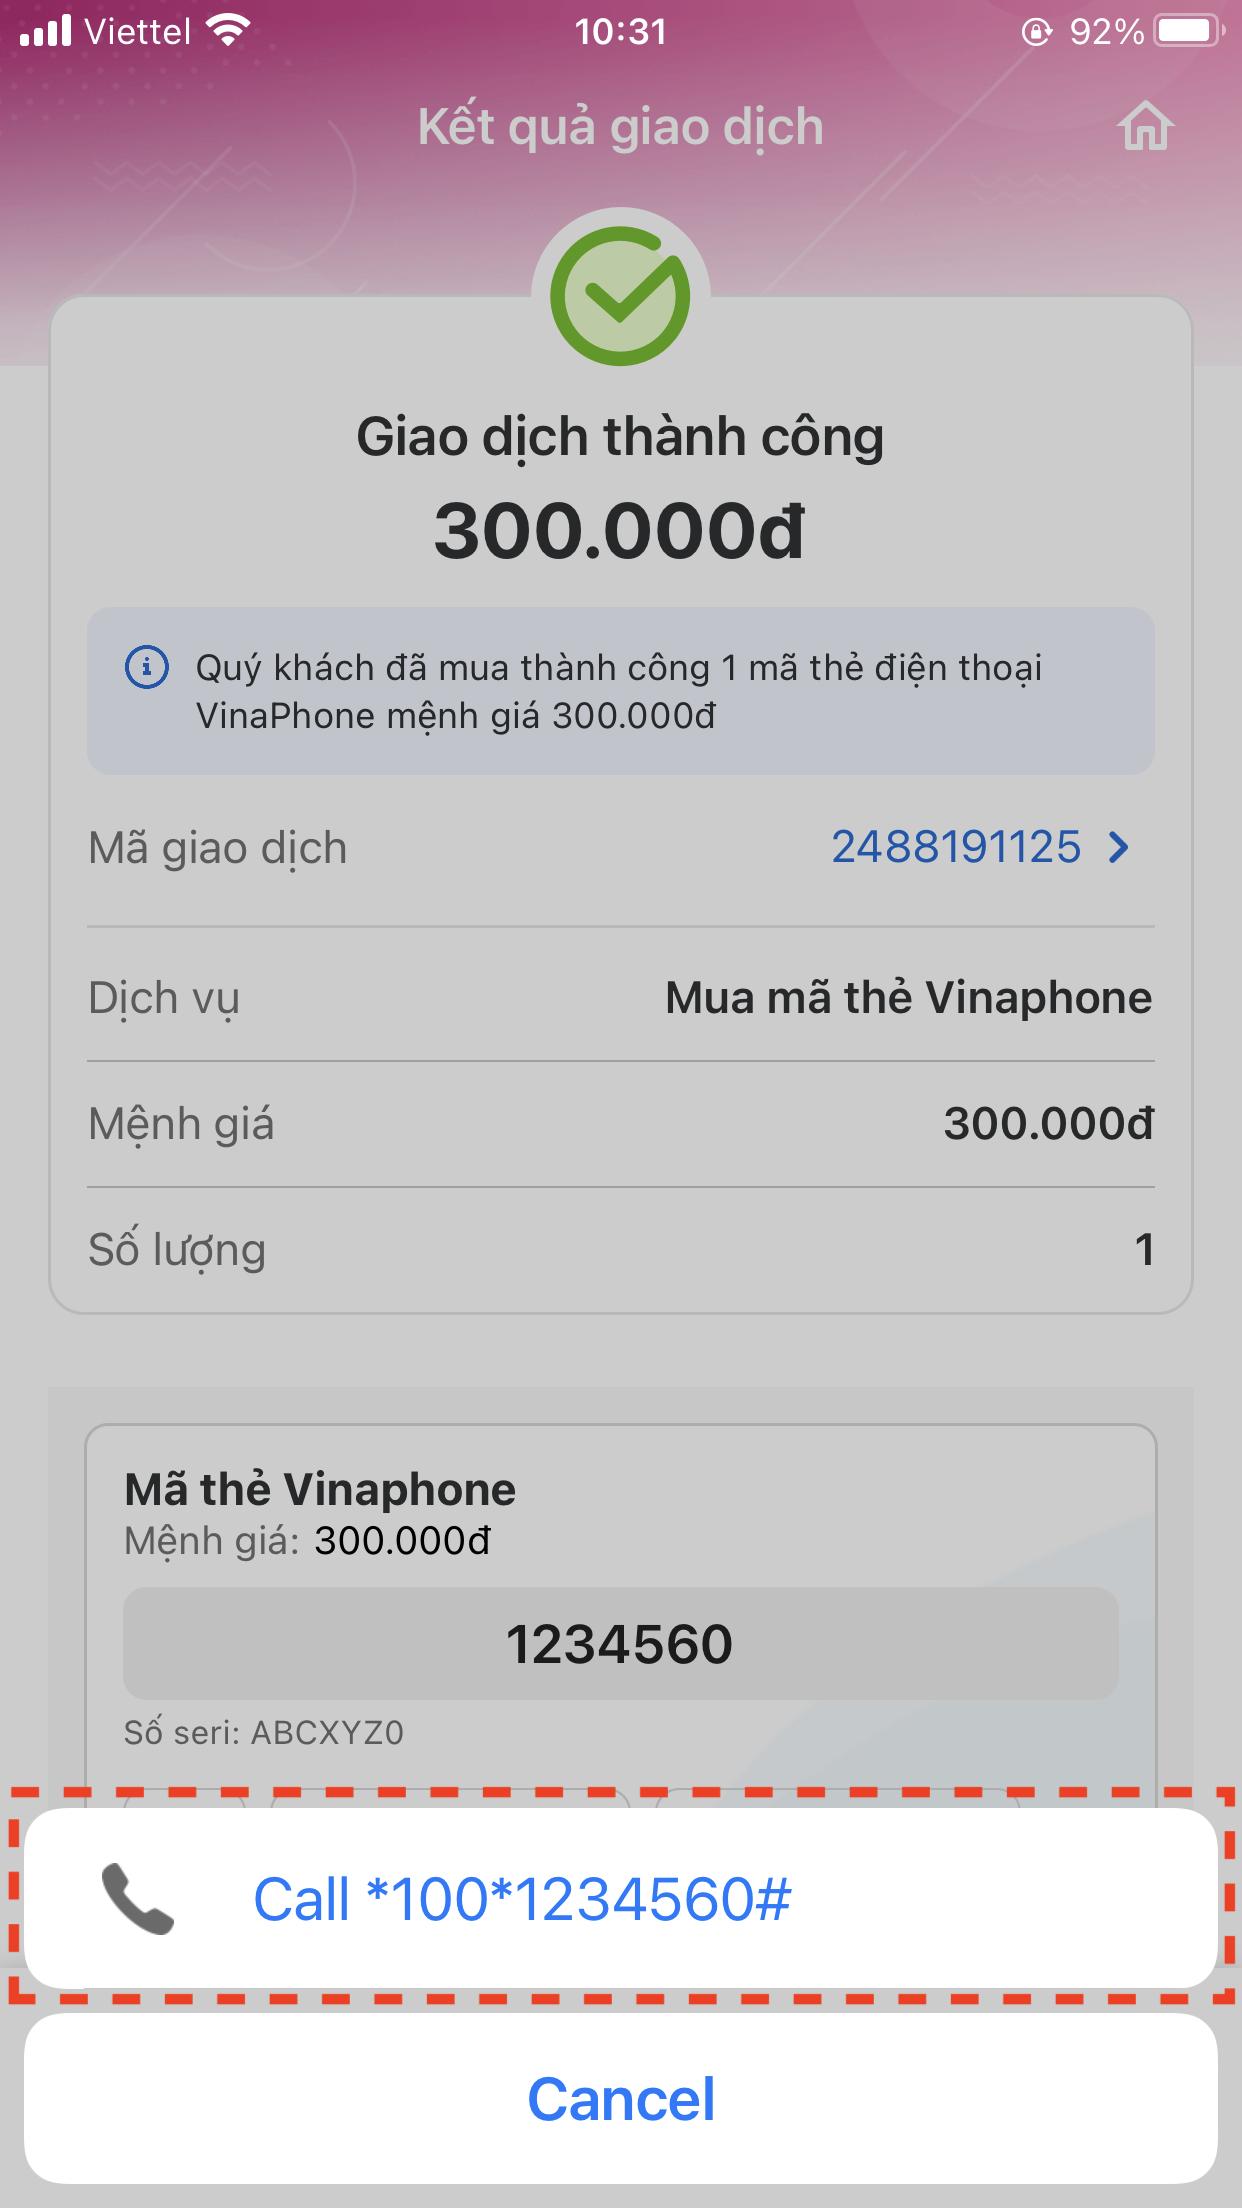 Viettel 10:31 92%
Kết quả giao dịch
Giao dịch thành công
300.000đ
Quý khách đã mua thành công 1 mã thẻ điện thoại
VinaPhone mệnh giá 300.000đ
Mã giao dịch 2488191125
Dịch vụ Mua mã thẻ Vinaphone
Mệnh giá 300.000đ
Số lượng 1
Mã thẻ Vinaphone
Mệnh giá: 300.000đ
1234560
Số seri: ABCXYZ0
Call *100*1234560#
Cancel